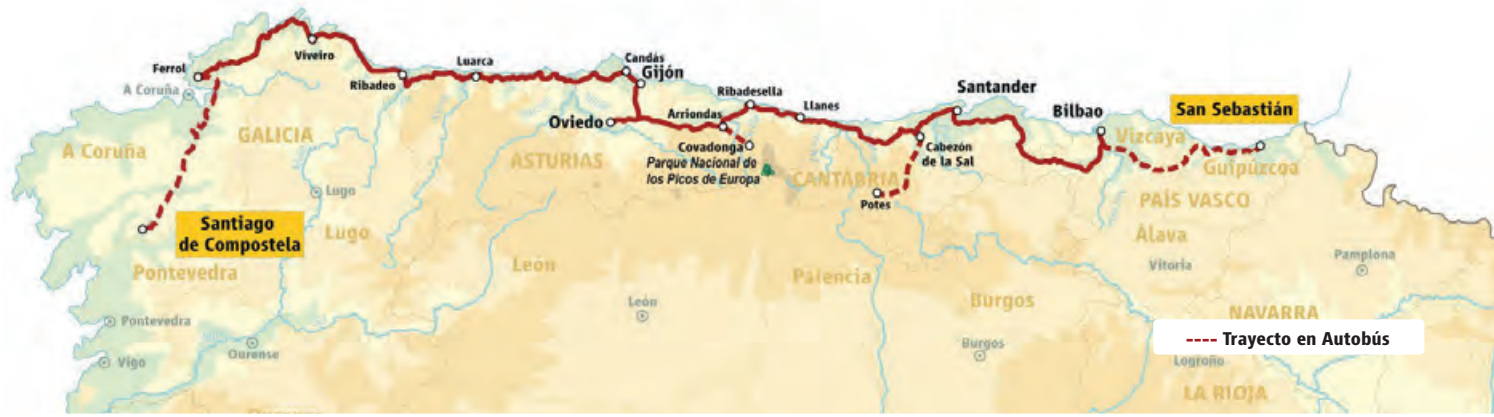 Viveiro
Ferrol
A Coruña
Ribadeo
Luarca
Candás
Gijón
Ribadesella
Llanes
Santander
Bilbao
San Sebastián
Vizcaya
Guipúzcoa
GALICIA
A Coruña
Oviedo
Arriondas
Covadonga
Parque Nacional de
los Picos de Europa
ASTURIAS
CANTABRIA
Cabezón
de la Sal
Potes
PAÍS VASCO
Álava
Vitoria
Pamplona
Lugo
Lugo
Santiago
de Compostela
Pontevedra
León
Palencia
Burgos
NAVARRA
Pontevedra
León
Trayecto en Autobús
Vigo
Ourense
Burgos
Logroño
LA RIOJA